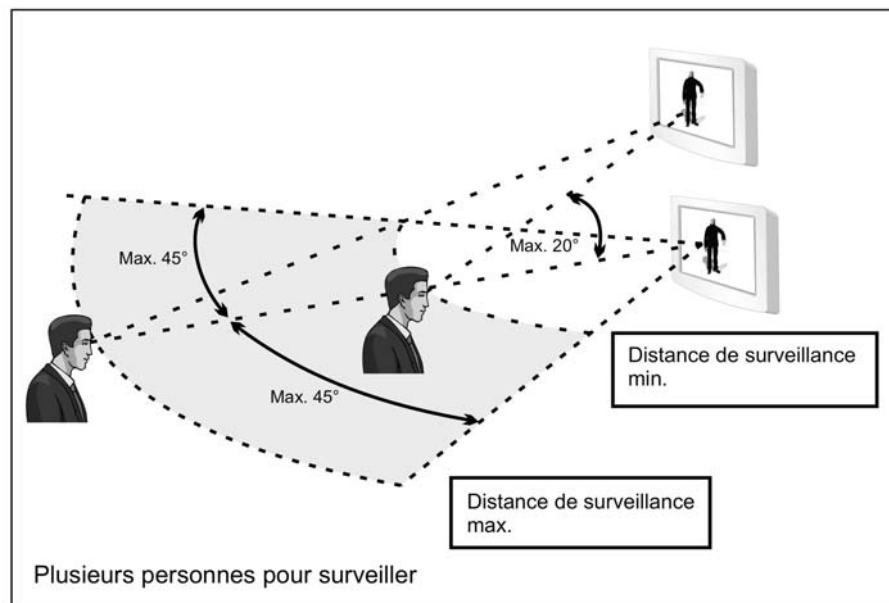 Max. 45°
Max. 20°
Max. 45°
Distance de surveillance
min.
Distance de surveillance
max.
Plusieurs personnes pour surveiller